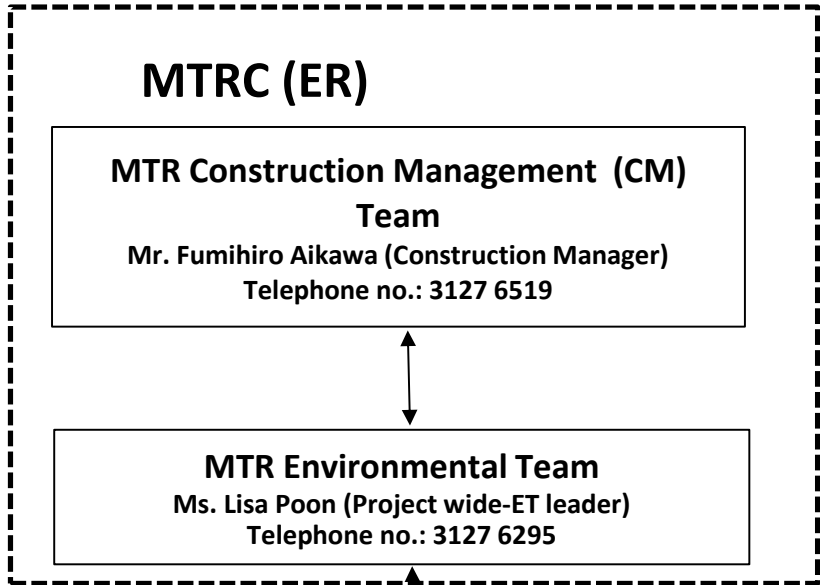 MTRC (ER)
MTR Construction Management (CM)
Team
Mr. Fumihiro Aikawa (Construction Manager)
Telephone no.: 3127 6519
MTR Environmental Team
Ms. Lisa Poon (Project wide-ET leader)
Telephone no.: 3127 6295